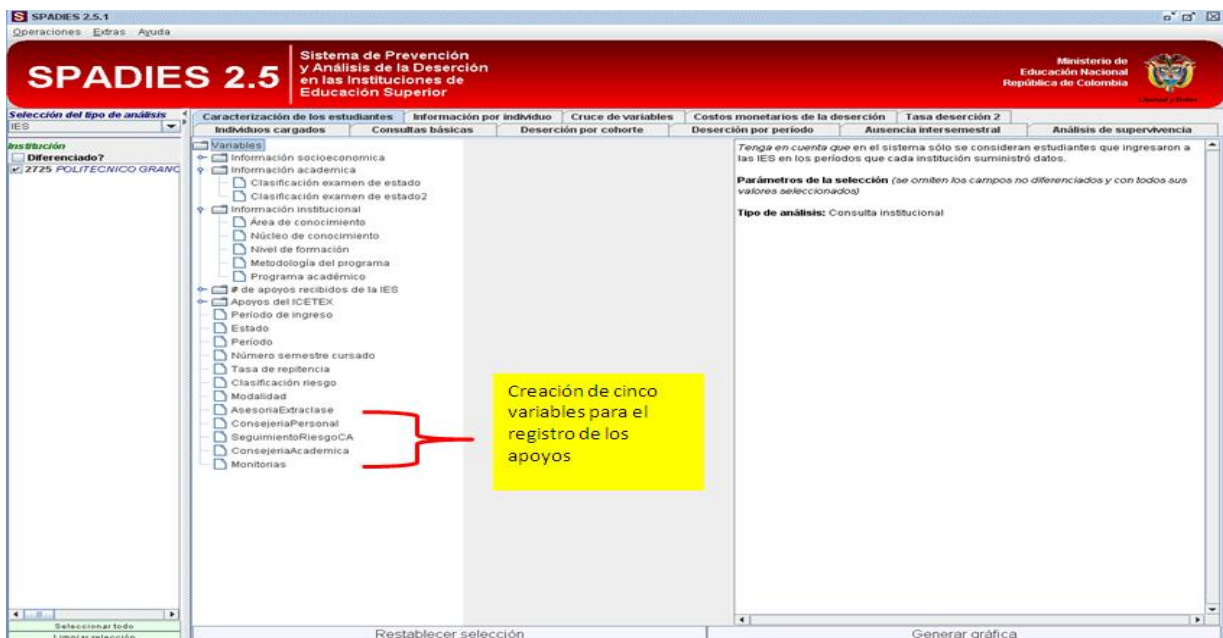 SPADIES 2.5.1
Operaciones Extras Ayuda
SPADIES 2.5
Sistema de Prevención
y Análisis de la Deserción
en las Instituciones de
Educación Superior
Ministerio de
Educación Nacional
República de Colombia
Libertad y Orden
Selección del tipo de análisis
IES
Institución
Diferenciado?
2725 POLITECNICO GRANC
Caracterización de los estudiantes Información por individuo Cruce de variables Costos monetarios de la deserción Tasa deserción 2
Individuos cargados Consultas básicas Deserción por cohorte Deserción por periodo Ausencia intersemestral Análisis de supervivencia
Variables
Información socioeconomica
Información academica
Clasificación examen de estado
Clasificación examen de estado2
Información institucional
Área de conocimiento
Núcleo de conocimiento
Nivel de formación
Metodología del programa
Programa académico
# de apoyos recibidos de la IES
Apoyos del ICETEX
Período de ingreso
Estado
Período
Número semestre cursado
Tasa de repitencia
Clasificación riesgo
Modalidad
AsesoriaExtraclase
ConsejeriaPersonal
SeguimientoRiesgoCA
ConsejeriaAcademica
Monitorias
Creación de cinco
variables para el
registro de los
apoyos
Tenga en cuenta que en el sistema sólo se consideran estudiantes que ingresaron a
las IES en los períodos que cada institución suministró datos.
Parámetros de la selección (se omiten los campos no diferenciados y con todos sus
valores seleccionados)
Tipo de análisis: Consulta institucional
Seleccionar todo
Limpiar selección
Restablecer selección
Generar gráfica